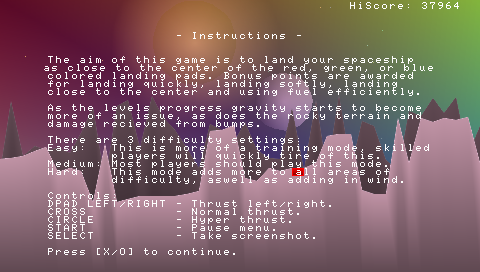 HiScore: 37964
- Instructions -
The aim of this game is to land your spaceship
as close to the center of the red, green, or blue
colored landing pads. Bonus points are awarded
for landing quickly, landing softly, landing
close to the center and using fuel efficiently.
As the levels progress gravity starts to become
more of an issue, as does the rocky terrain and
damage recieved from bumps.
There are 3 difficulty settings:
Easy: This is more of a training mode, skilled
players will quickly tire of this.
Medium: Most players should play this mode.
Hard: This mode adds more to all areas of
difficulty, aswell as adding in wind.
Controls:
DPAD LEFT/RIGHT - Thrust left/right.
CROSS - Normal thrust.
CIRCLE - Hyper thrust.
START - Pause menu.
SELECT - Take screenshot.
Press [X/O] to continue.